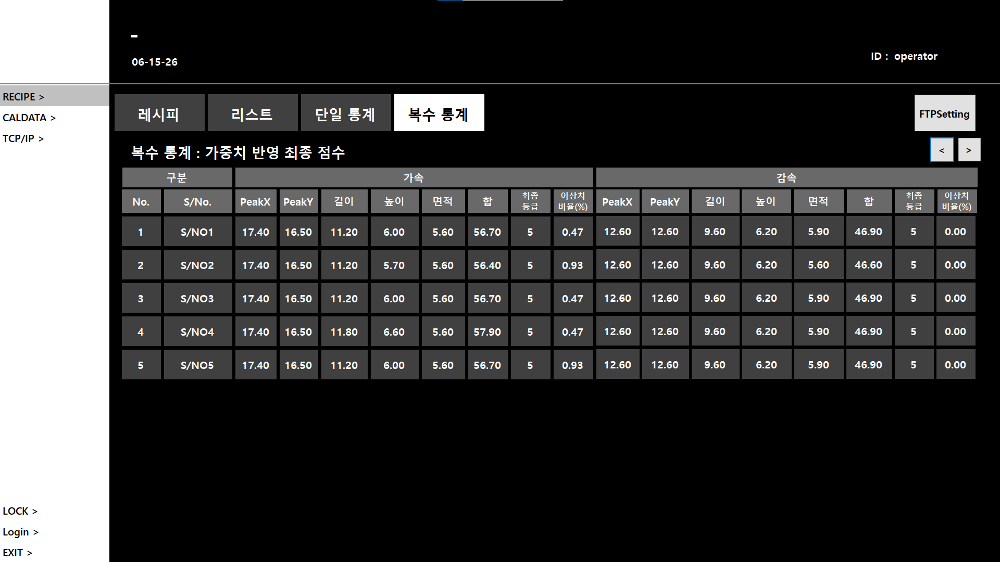 -
06-15-26
ID : operator
RECIPE >
CALDATA >
TCP/IP >
레시피 리스트 단일 통계 복수 통계 FTPSetting
복수 통계 : 가중치 반영 최종 점수 < >
구분 가속 감속
No. S/No. PeakX PeakY 길이 높이 면적 합 최종 등급 이상치 비율(%) PeakX PeakY 길이 높이 면적 합 최종 등급 이상치 비율(%)
1 S/NO1 17.40 16.50 11.20 6.00 5.60 56.70 5 0.47 12.60 12.60 9.60 6.20 5.90 46.90 5 0.00
2 S/NO2 17.40 16.50 11.20 5.70 5.60 56.40 5 0.93 12.60 12.60 9.60 6.20 5.60 46.60 5 0.00
3 S/NO3 17.40 16.50 11.20 6.00 5.60 56.70 5 0.47 12.60 12.60 9.60 6.20 5.90 46.90 5 0.00
4 S/NO4 17.40 16.50 11.80 6.60 5.60 57.90 5 0.47 12.60 12.60 9.60 6.20 5.90 46.90 5 0.00
5 S/NO5 17.40 16.50 11.20 6.00 5.60 56.70 5 0.93 12.60 12.60 9.60 6.20 5.90 46.90 5 0.00
LOCK >
Login >
EXIT >